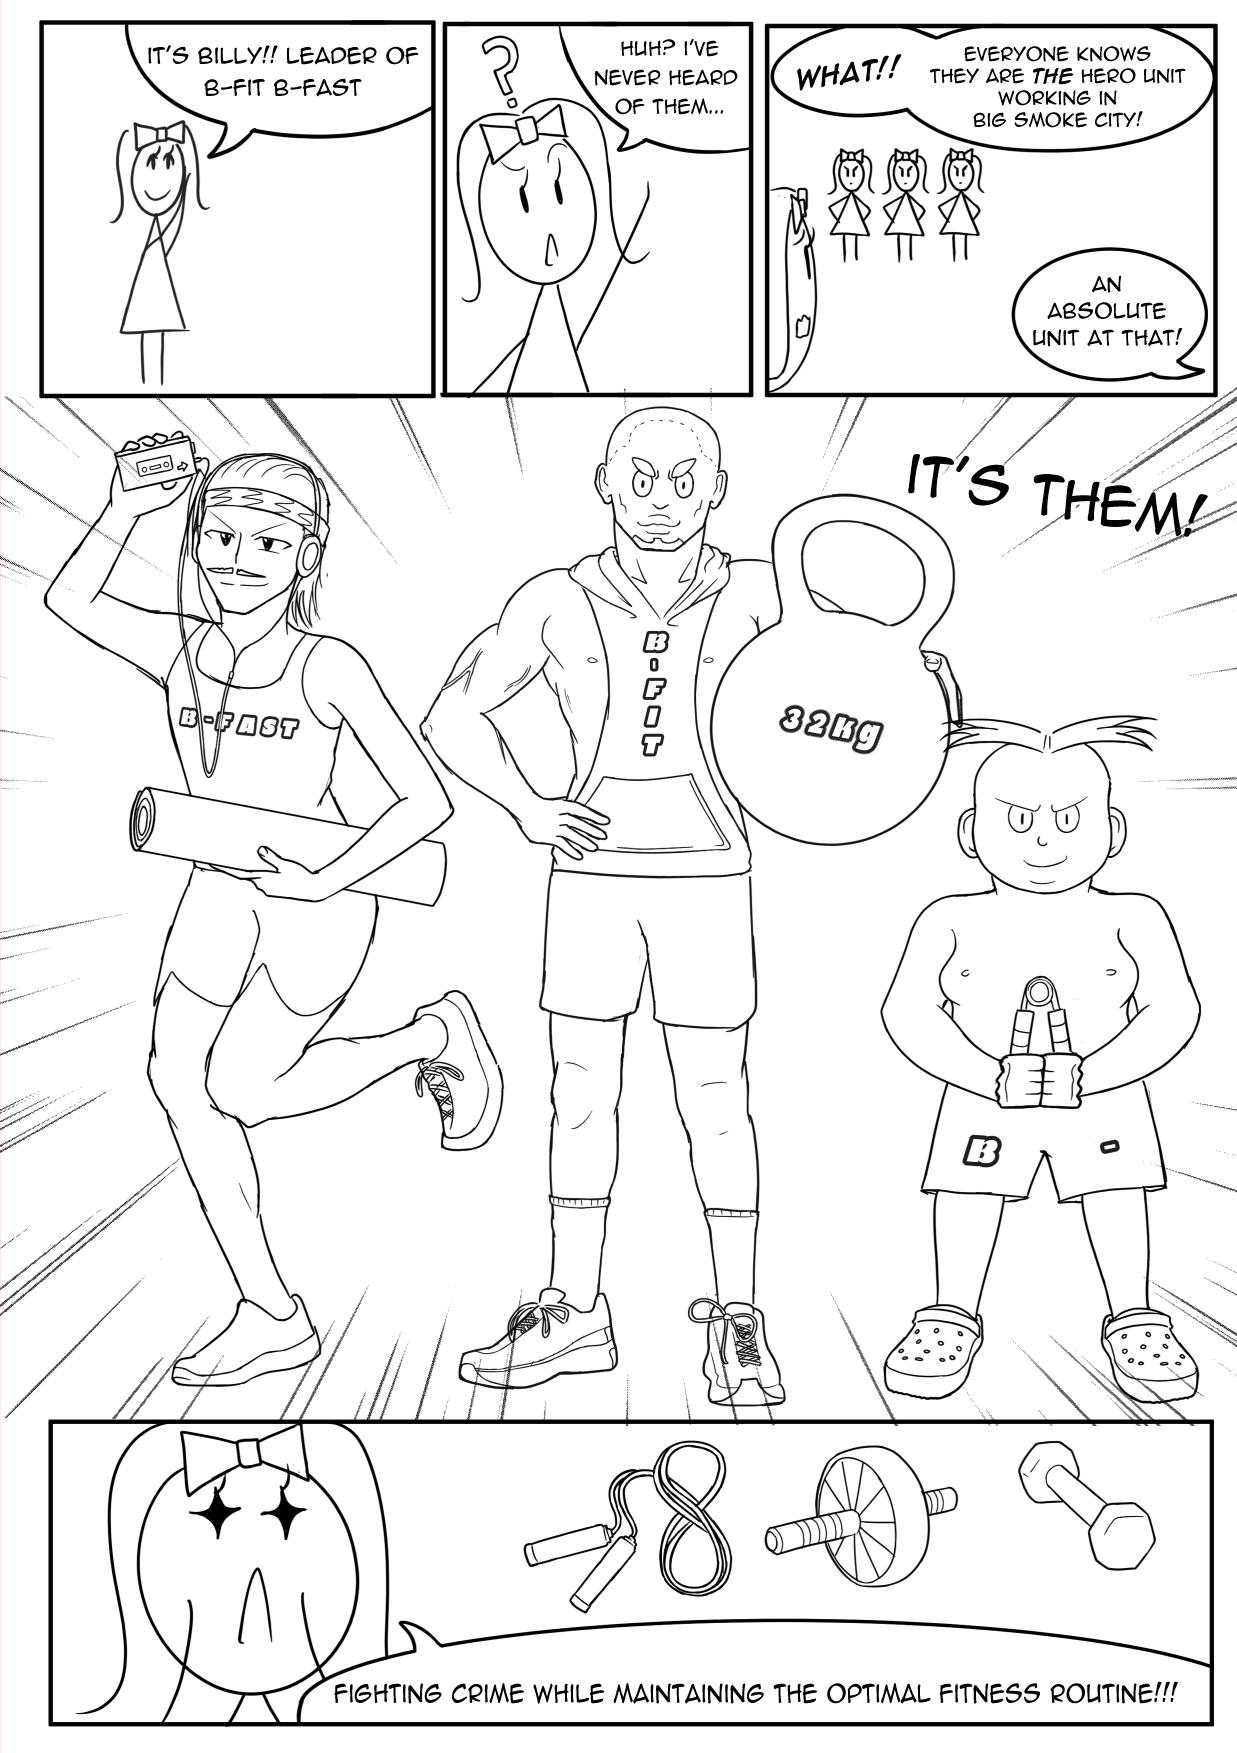 IT'S BILLY!! LEADER OF
B-FIT B-FAST
?
HUH? I'VE
NEVER HEARD
OF THEM...
WHAT!!
EVERYONE KNOWS
THEY ARE THE HERO UNIT
WORKING IN
BIG SMOKE CITY!
AN
ABSOLUTE
UNIT AT THAT!
IT'S THEM!
B-FAST
B-FIT
32Kg
B -
FIGHTING CRIME WHILE MAINTAINING THE OPTIMAL FITNESS ROUTINE!!!